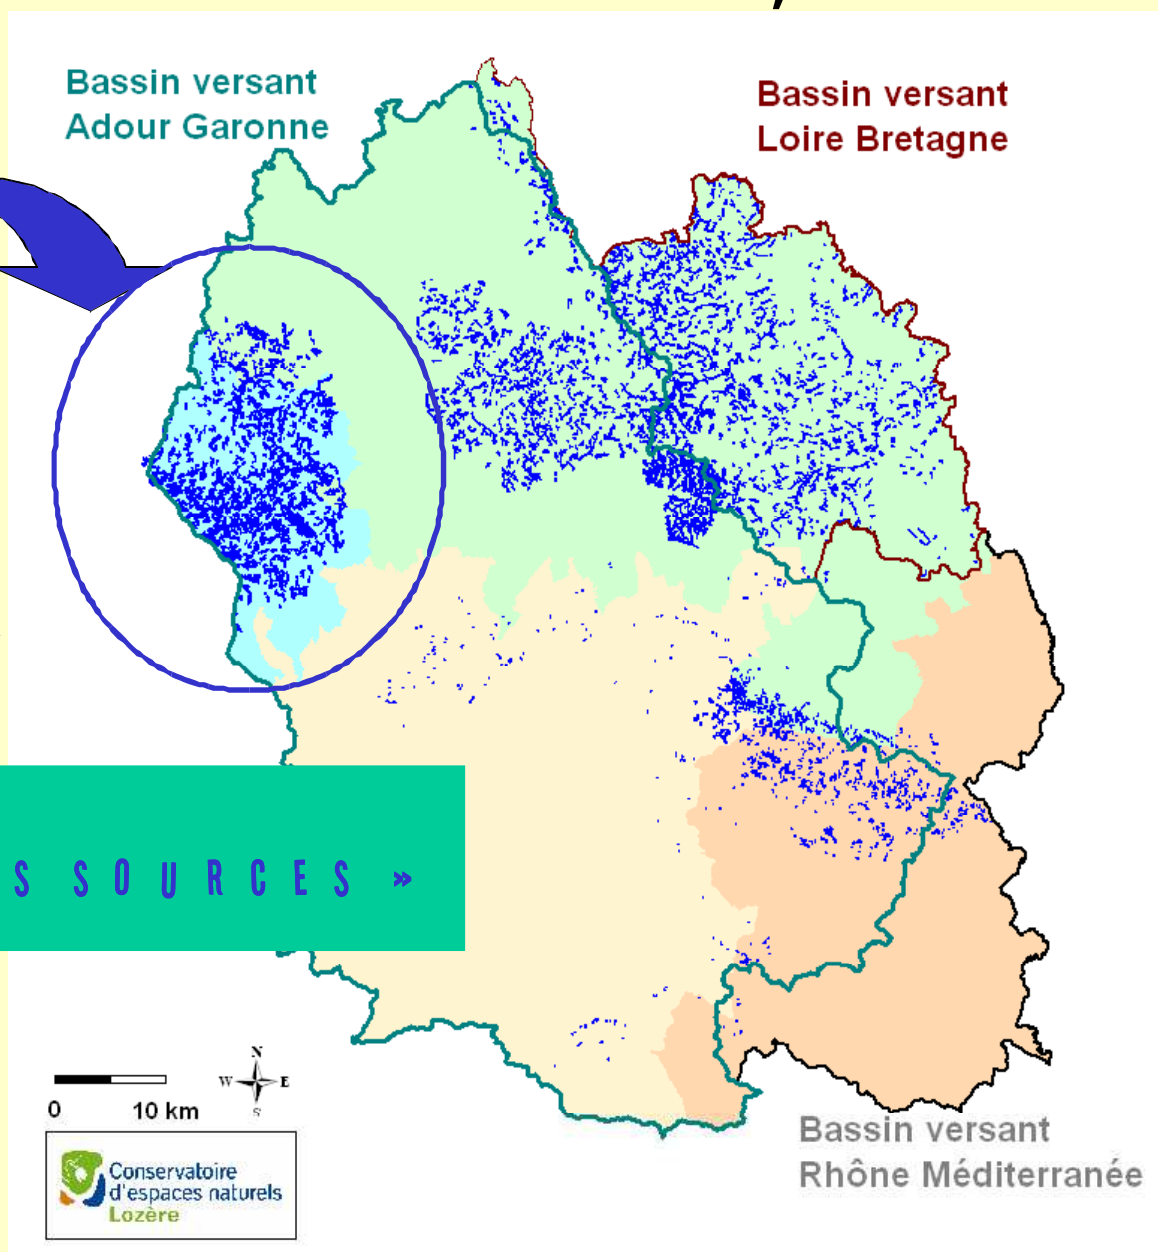 Bassin versant
Adour Garonne
Bassin versant
Loire Bretagne
S SOURCES »
N
W E
S
0 10 km
Bassin versant
Rhône Méditerranée
Conservatoire
d'espaces naturels
Lozère